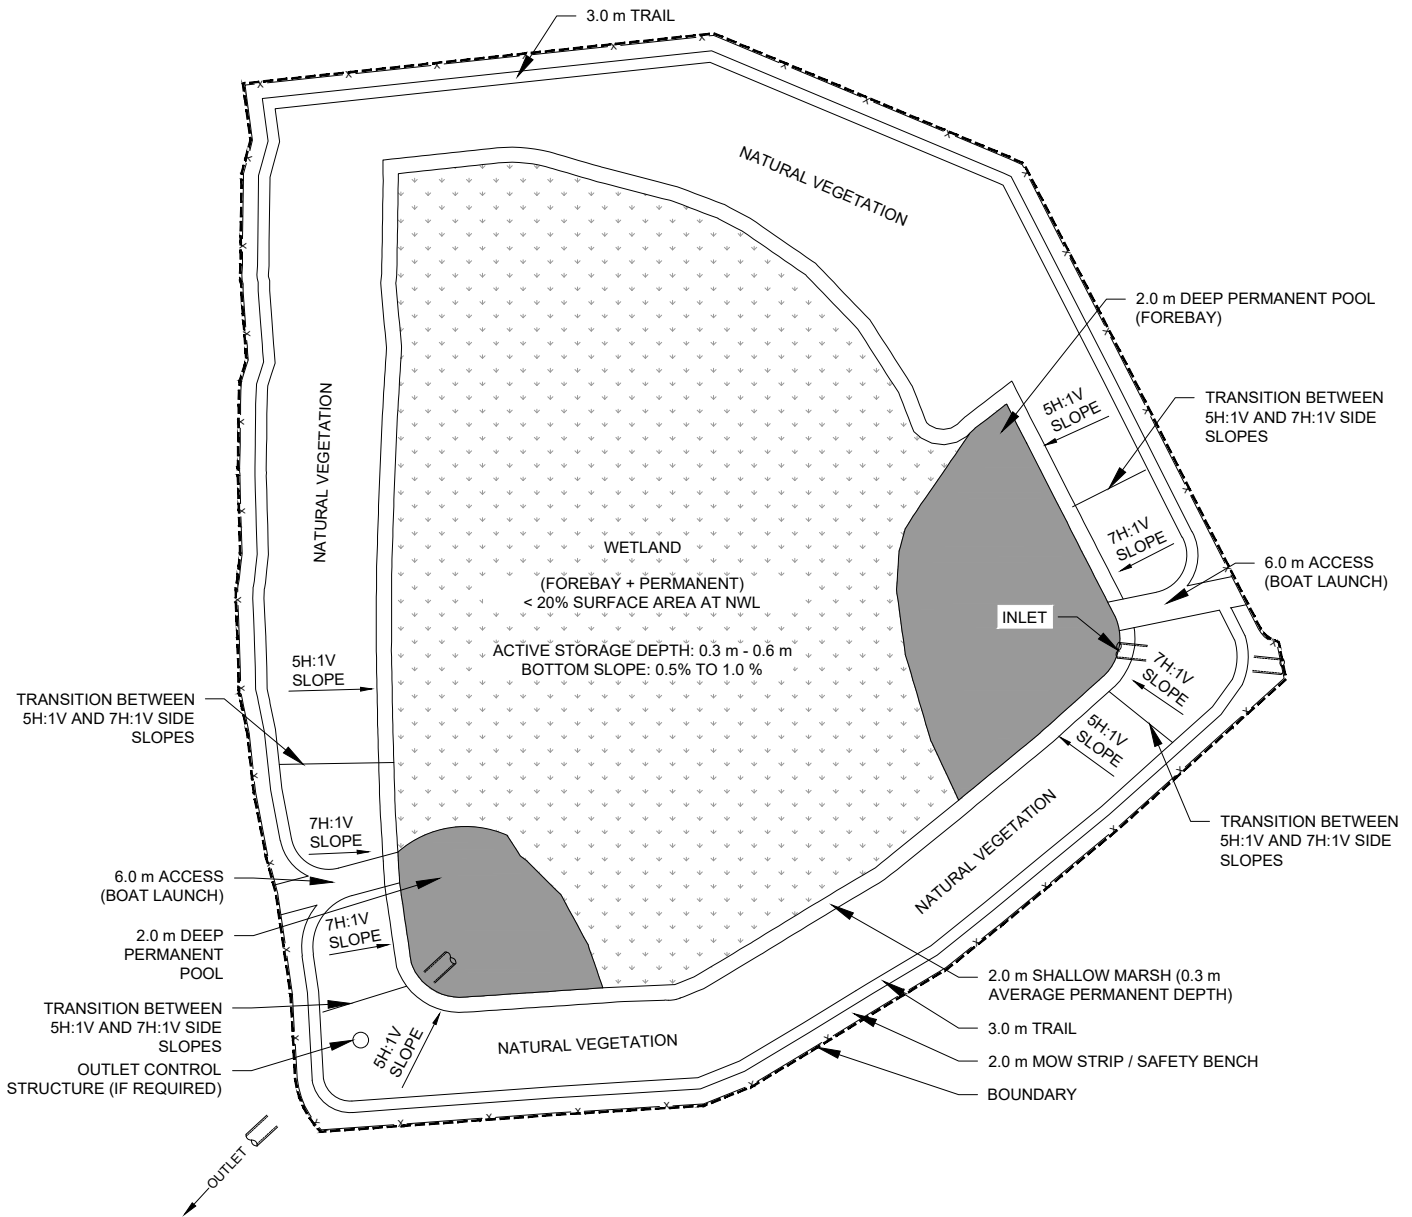 3.0 m TRAIL
NATURAL VEGETATION
2.0 m DEEP PERMANENT POOL
(FOREBAY)
5H:1V
SLOPE
TRANSITION BETWEEN
5H:1V AND 7H:1V SIDE
SLOPES
NATURAL VEGETATION
7H:1V
SLOPE
WETLAND
(FOREBAY + PERMANENT)
< 20% SURFACE AREA AT NWL
ACTIVE STORAGE DEPTH: 0.3 m - 0.6 m
BOTTOM SLOPE: 0.5% TO 1.0 %
6.0 m ACCESS
(BOAT LAUNCH)
INLET
5H:1V
SLOPE
7H:1V
SLOPE
TRANSITION BETWEEN
5H:1V AND 7H:1V SIDE
SLOPES
5H:1V
SLOPE
7H:1V
SLOPE
NATURAL VEGETATION
TRANSITION BETWEEN
5H:1V AND 7H:1V SIDE
SLOPES
6.0 m ACCESS
(BOAT LAUNCH)
7H:1V
SLOPE
2.0 m DEEP
PERMANENT
POOL
2.0 m SHALLOW MARSH (0.3 m
AVERAGE PERMANENT DEPTH)
TRANSITION BETWEEN
5H:1V AND 7H:1V SIDE
SLOPES
3.0 m TRAIL
5H:1V
SLOPE
NATURAL VEGETATION
2.0 m MOW STRIP / SAFETY BENCH
OUTLET CONTROL
STRUCTURE (IF REQUIRED)
BOUNDARY
OUTLET